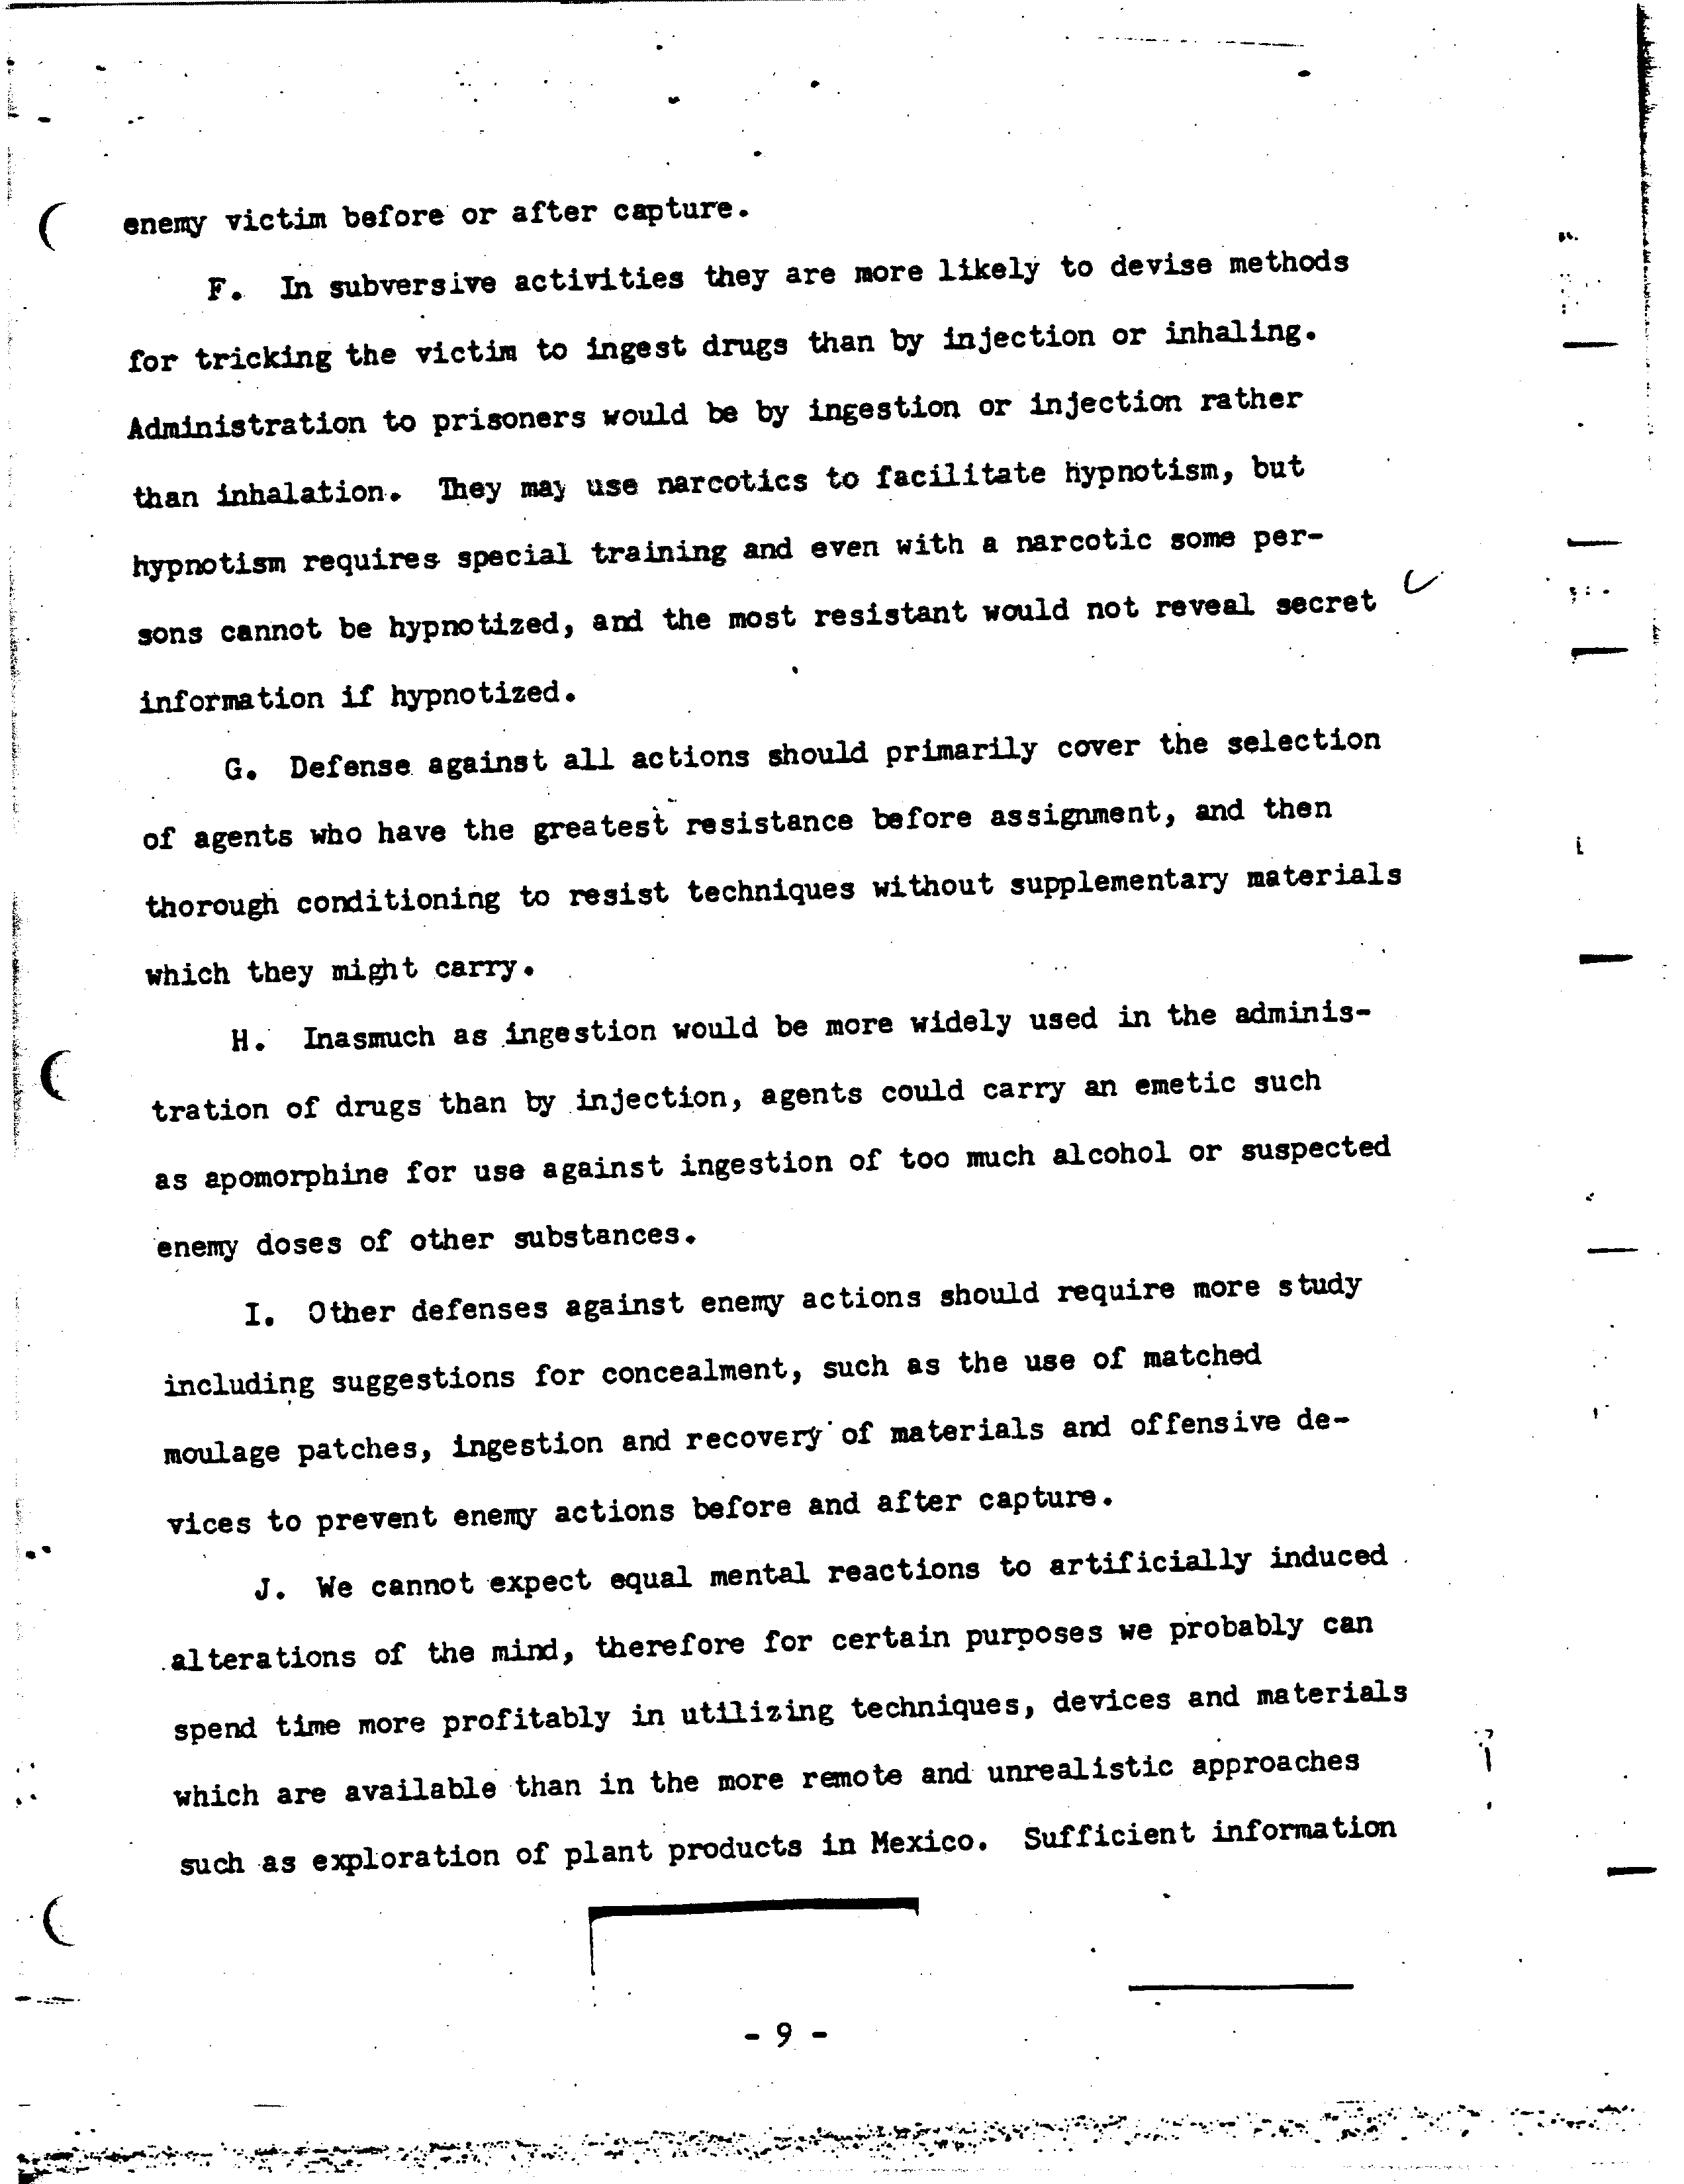 enemy victim before or after capture.
F. In subversive activities they are more likely to devise methods
for tricking the victim to ingest drugs than by injection or inhaling.
Administration to prisoners would be by ingestion or injection rather
than inhalation. They may use narcotics to facilitate hypnotism, but
hypnotism requires special training and even with a narcotic some per-
sons cannot be hypnotized, and the most resistant would not reveal secret
information if hypnotized.
G. Defense against all actions should primarily cover the selection
of agents who have the greatest resistance before assignment, and then
thorough conditioning to resist techniques without supplementary materials
which they might carry.
H. Inasmuch as ingestion would be more widely used in the adminis-
tration of drugs than by injection, agents could carry an emetic such
as apomorphine for use against ingestion of too much alcohol or suspected
enemy doses of other substances.
I. Other defenses against enemy actions should require more study
including suggestions for concealment, such as the use of matched
moulage patches, ingestion and recovery of materials and offensive de-
vices to prevent enemy actions before and after capture.
J. We cannot expect equal mental reactions to artificially induced
alterations of the mind, therefore for certain purposes we probably can
spend time more profitably in utilizing techniques, devices and materials
which are available than in the more remote and unrealistic approaches
such as exploration of plant products in Mexico. Sufficient information
- 9 -